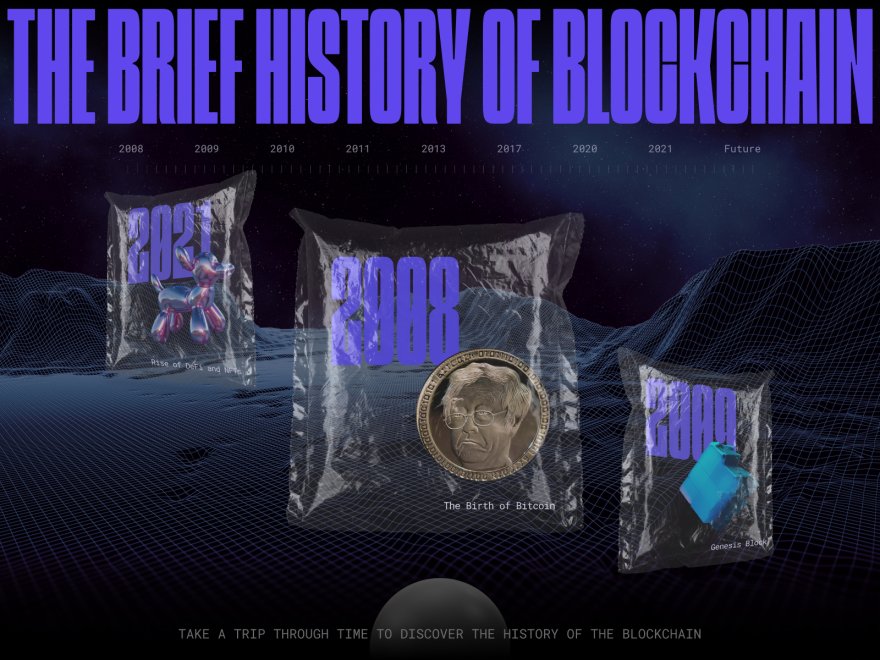 THE BRIEF HISTORY OF BLOCKCHAIN
2008 2009 2010 2011 2013 2017 2020 2021 Future
2021
Rise of DeFi and NFTs
2008
The Birth of Bitcoin
2009
Genesis Block
TAKE A TRIP THROUGH TIME TO DISCOVER THE HISTORY OF THE BLOCKCHAIN